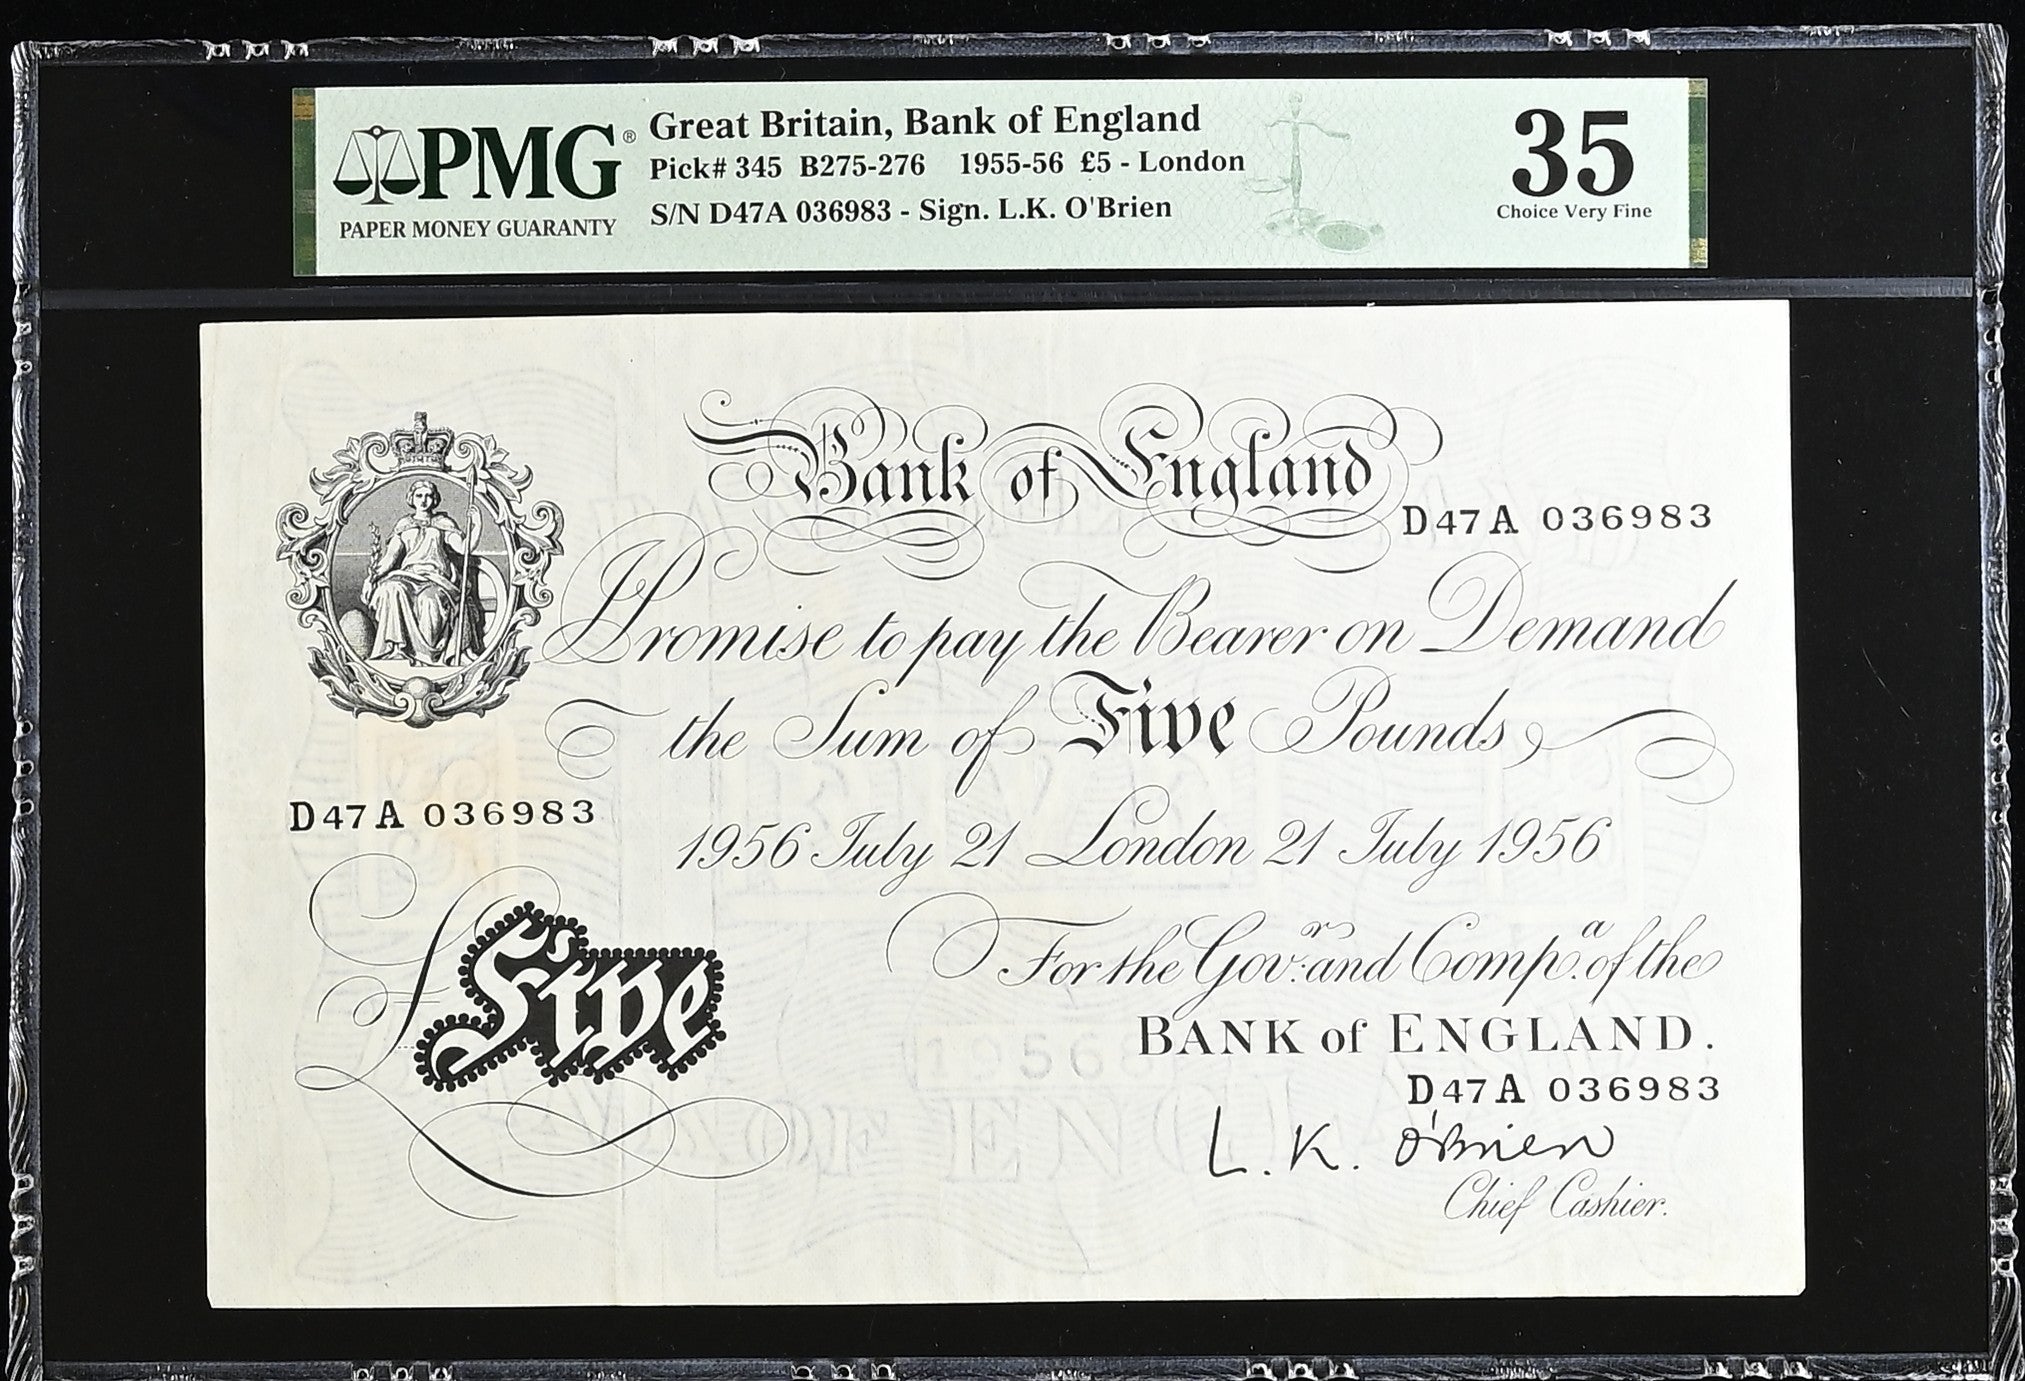 PMG®
PAPER MONEY GUARANTY
Great Britain, Bank of England
Pick# 345 B275-276 1955-56 £5 - London
S/N D47A 036983 - Sign. L.K. O'Brien
35
Choice Very Fine
Bank of England
D47A 036983
Promise to pay the Bearer on Demand
the Sum of Five Pounds
D47A 036983
1956 July 21 London 21 July 1956
£ Five
For the Gov.r and Comp.a of the
BANK of ENGLAND.
D47A 036983
L. K. O'Brien
Chief Cashier.